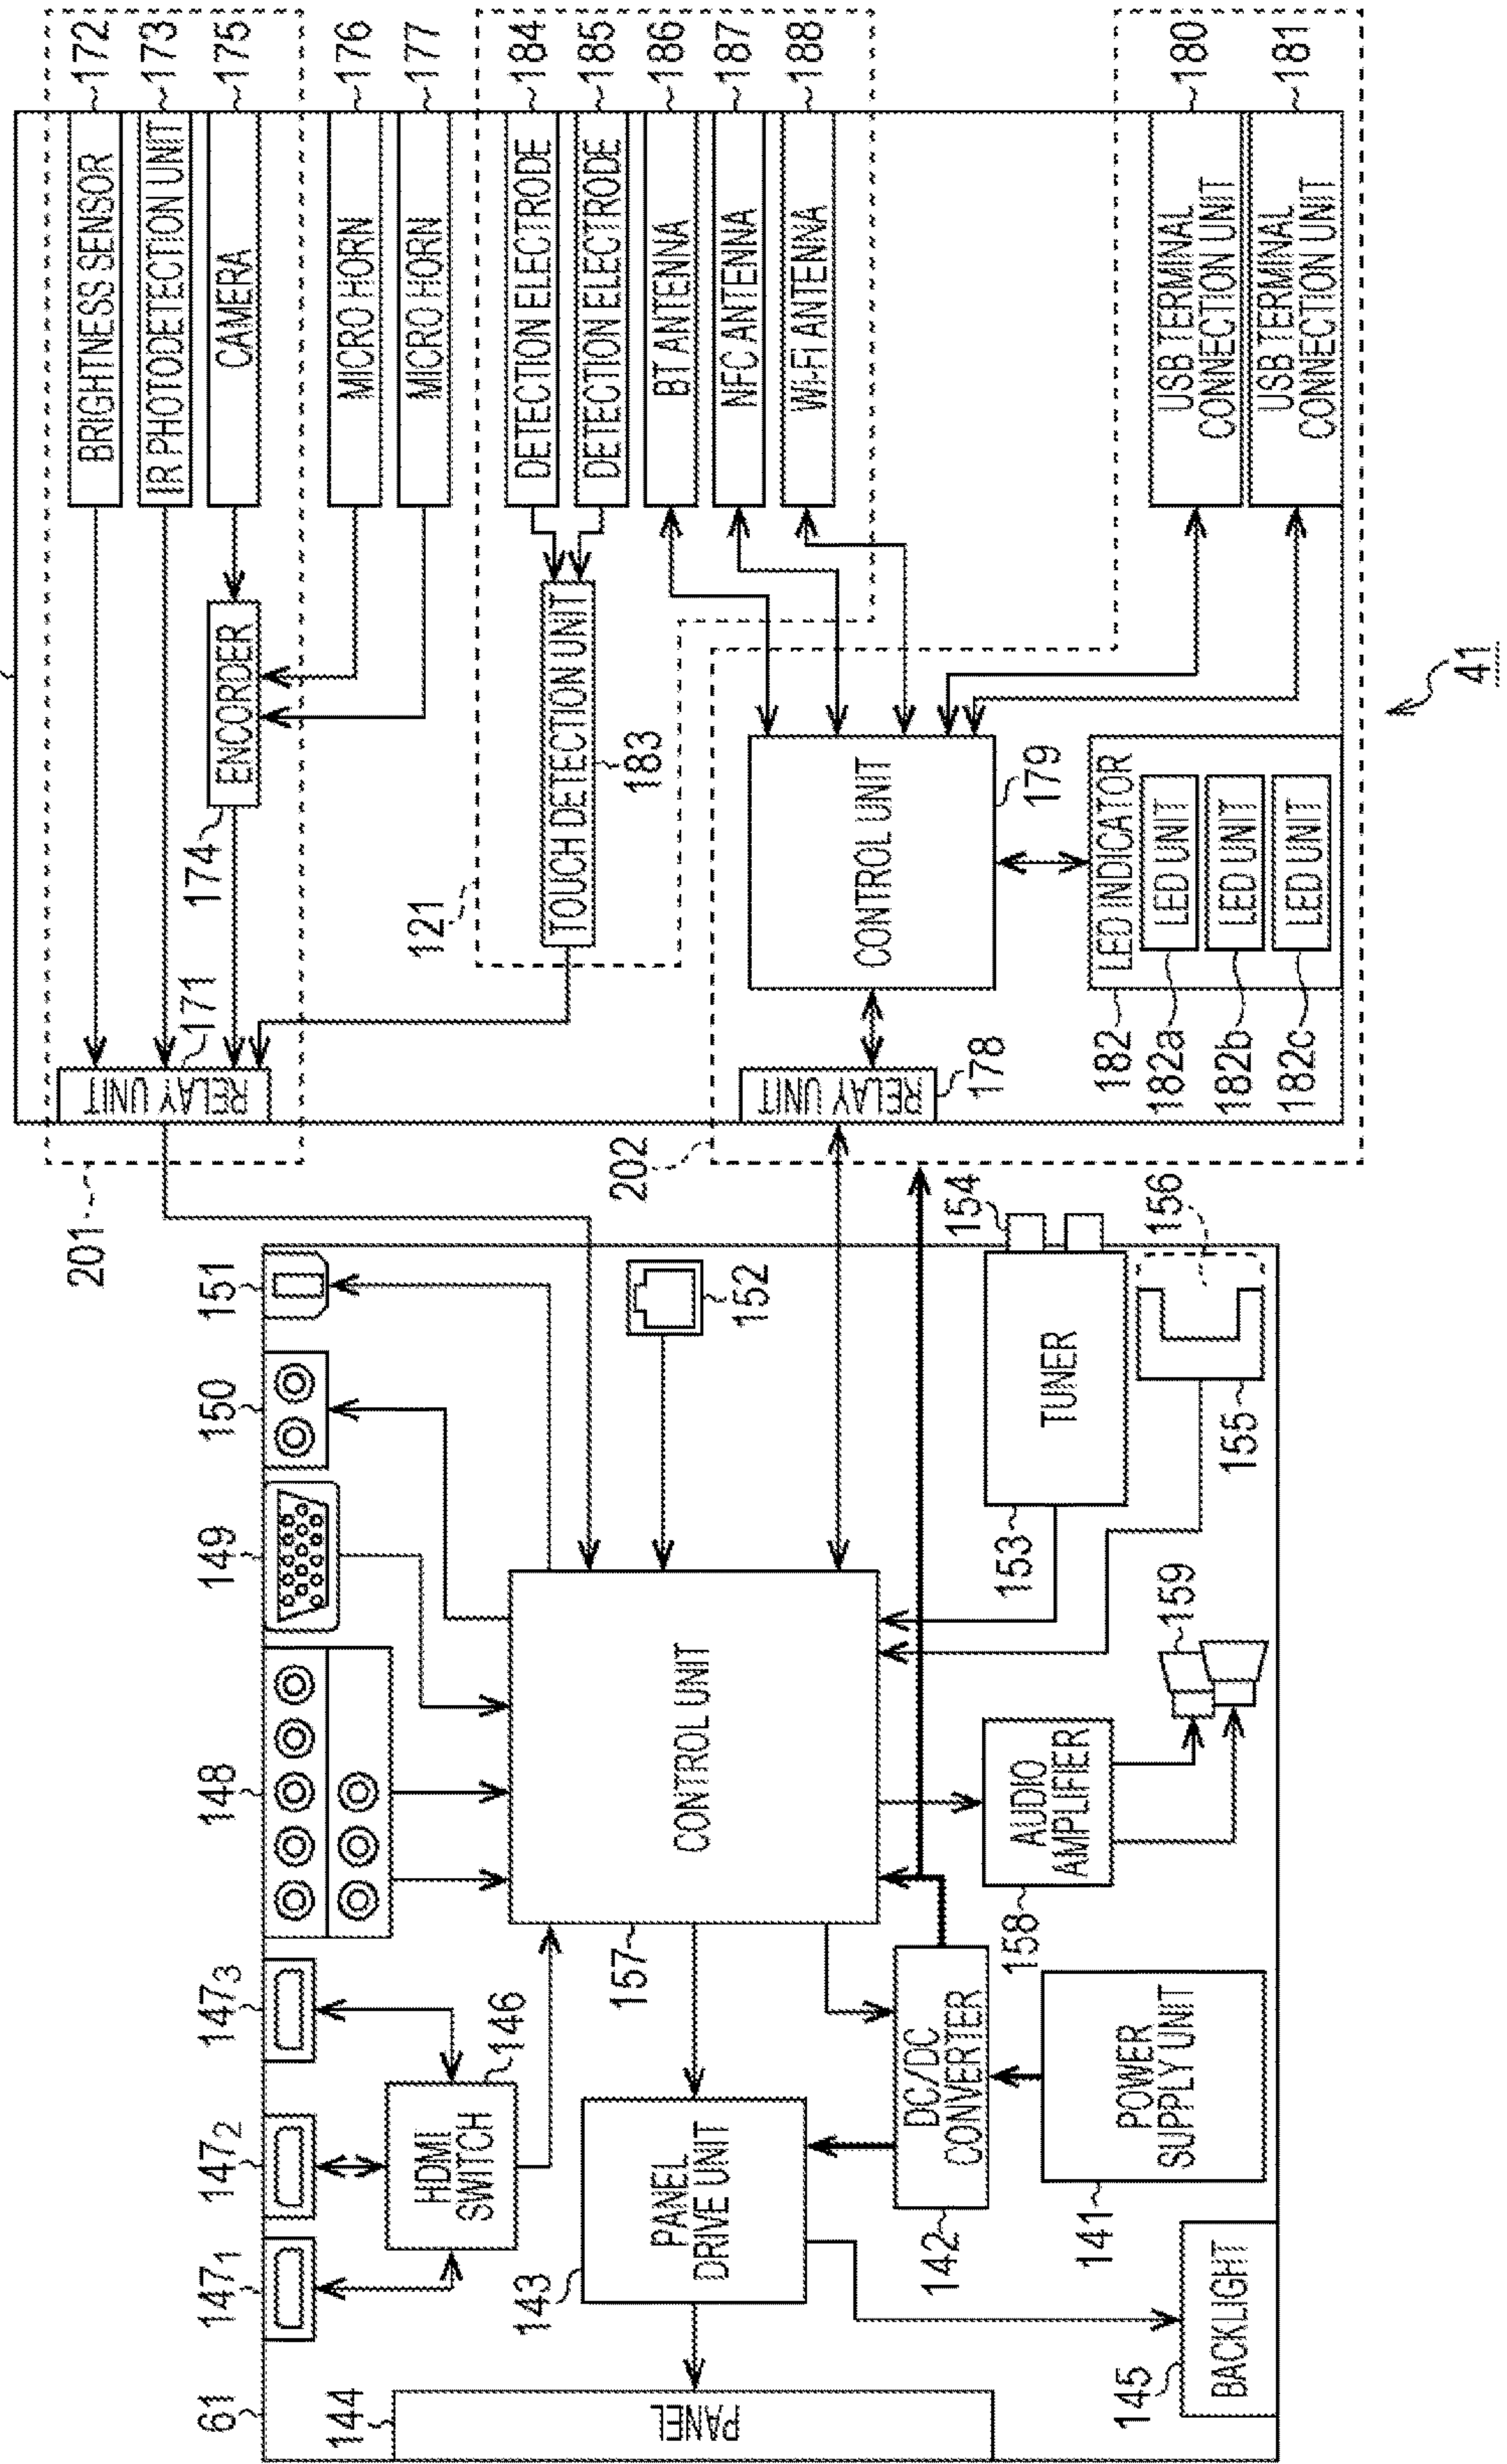 61
147₁
147₂
147₃
148
149
150
151
201
144
PANEL
143
PANEL
DRIVE UNIT
HDMI
SWITCH
146
157
CONTROL UNIT
152
145
BACKLIGHT
141
POWER
SUPPLY UNIT
142
DC/DC
CONVERTER
158
AUDIO
AMPLIFIER
159
153
TUNER
154
155
156
RELAY UNIT
171
174
ENCORDER
BRIGHTNESS SENSOR
172
IR PHOTODETECTION UNIT
173
CAMERA
175
MICRO HORN
176
MICRO HORN
177
121
TOUCH DETECTION UNIT
183
DETECTION ELECTRODE
184
DETECTION ELECTRODE
185
BT ANTENNA
186
NFC ANTENNA
187
WI-FI ANTENNA
188
202
RELAY UNIT
178
CONTROL UNIT
179
USB TERMINAL
CONNECTION UNIT
180
USB TERMINAL
CONNECTION UNIT
181
182
LED INDICATOR
182a
LED UNIT
182b
LED UNIT
182c
LED UNIT
41